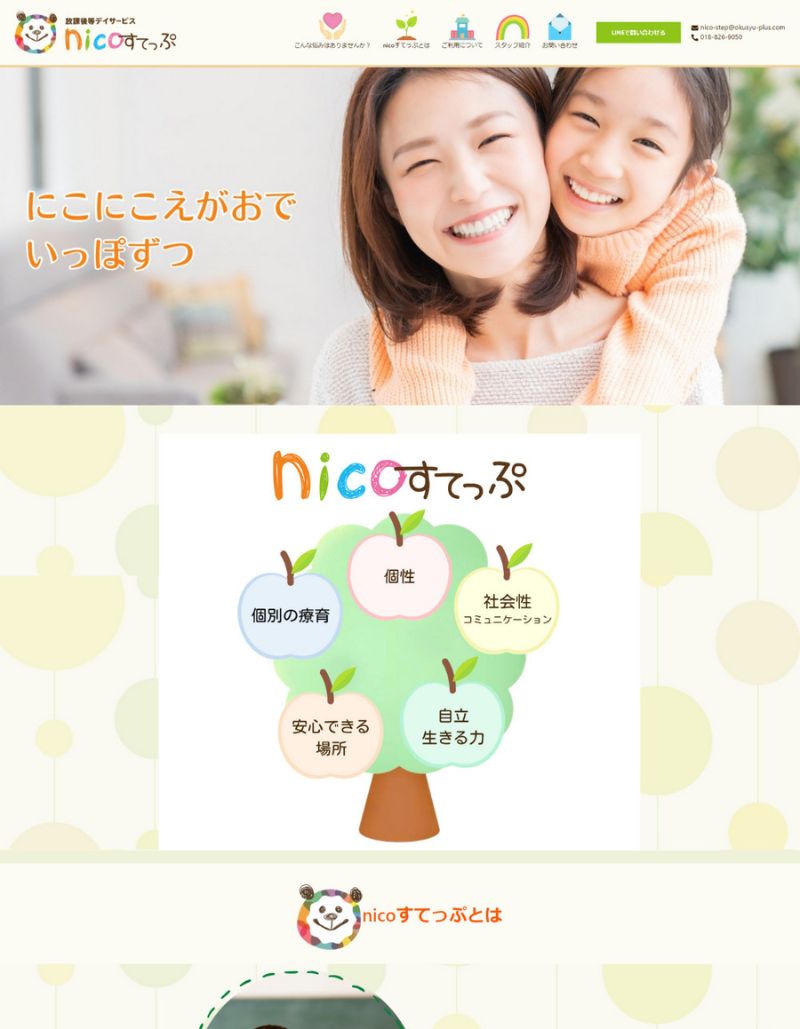 放課後等デイサービス
nicoすてっぷ
こんな悩みはありませんか？
nicoすてっぷとは
ご利用について
スタッフ紹介
お問い合わせ
LINEで問い合わせる
nico-step@okusyu-plus.com
018-826-9050
にこにこえがおで
いっぽずつ
nicoすてっぷ
個性
個別の療育
社会性
コミュニケーション
安心できる
場所
自立
生きる力
nicoすてっぷとは